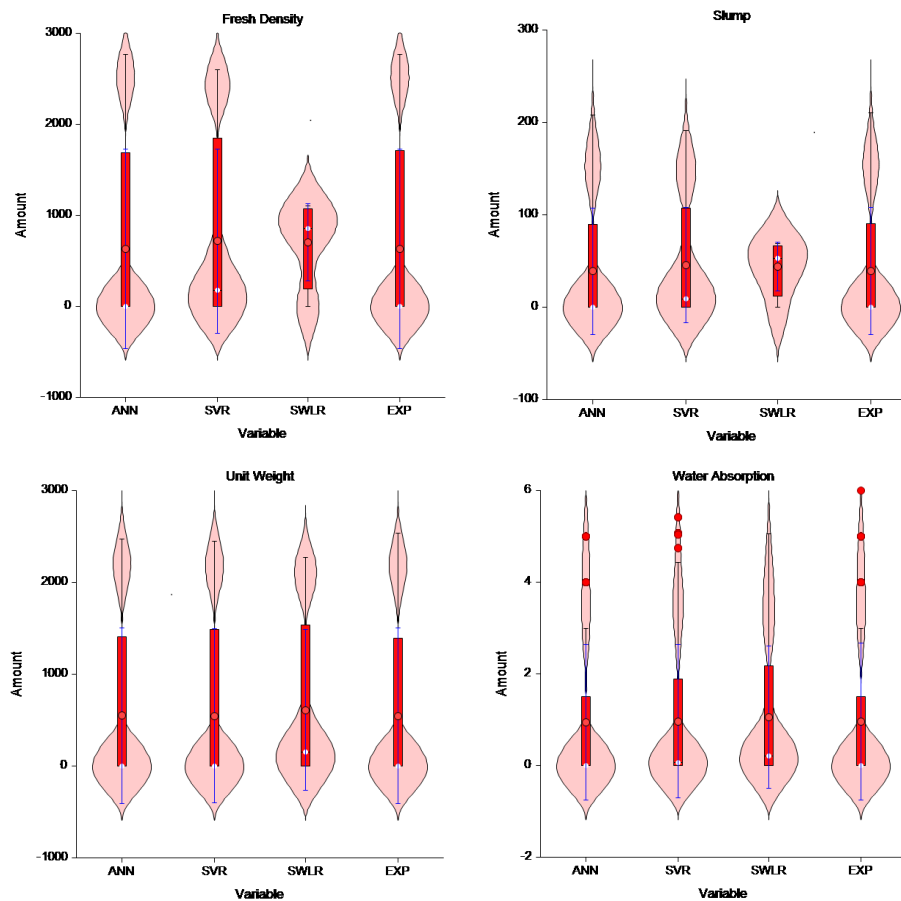 Fresh Density
3000
2000
1000
0
-1000
Amount
ANN SVR SWLR EXP
Variable
Slump
300
200
100
0
-100
Amount
ANN SVR SWLR EXP
Variable
Unit Weight
3000
2000
1000
0
-1000
Amount
ANN SVR SWLR EXP
Variable
Water Absorption
6
4
2
0
-2
Amount
ANN SVR SWLR EXP
Variable